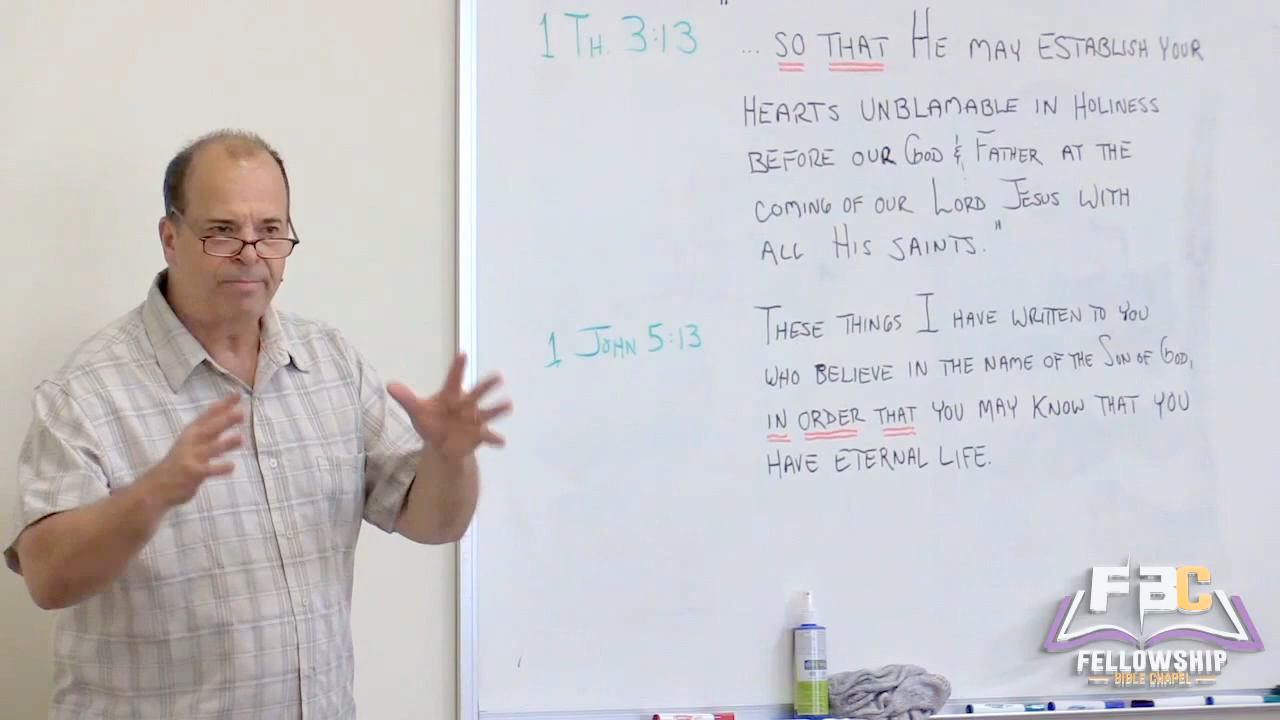 "
1 TH. 3:13
... SO THAT HE MAY ESTABLISH YOUR
HEARTS UNBLAMABLE IN HOLINESS
BEFORE OUR GOD & FATHER AT THE
COMING OF OUR LORD JESUS WITH
ALL HIS SAINTS."
1 JOHN 5:13
THESE THINGS I HAVE WRITTEN TO YOU
WHO BELIEVE IN THE NAME OF THE SON OF GOD,
IN ORDER THAT YOU MAY KNOW THAT YOU
HAVE ETERNAL LIFE.
FBC
FELLOWSHIP
BIBLE CHAPEL